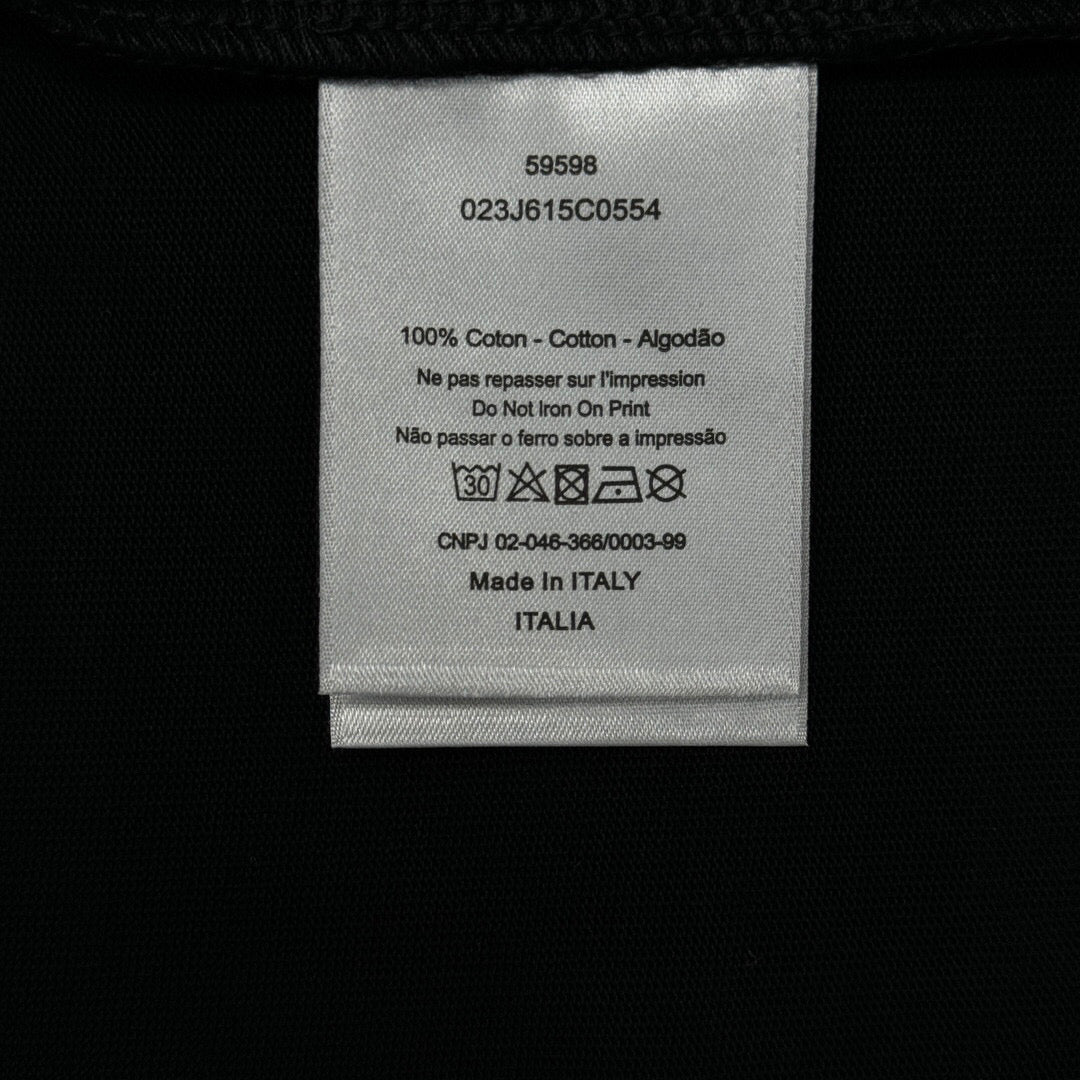 59598
023J615C0554
100% Coton - Cotton - Algodão
Ne pas repasser sur l'impression
Do Not Iron On Print
Não passar o ferro sobre a impressão
30
CNPJ 02-046-366/0003-99
Made In ITALY
ITALIA